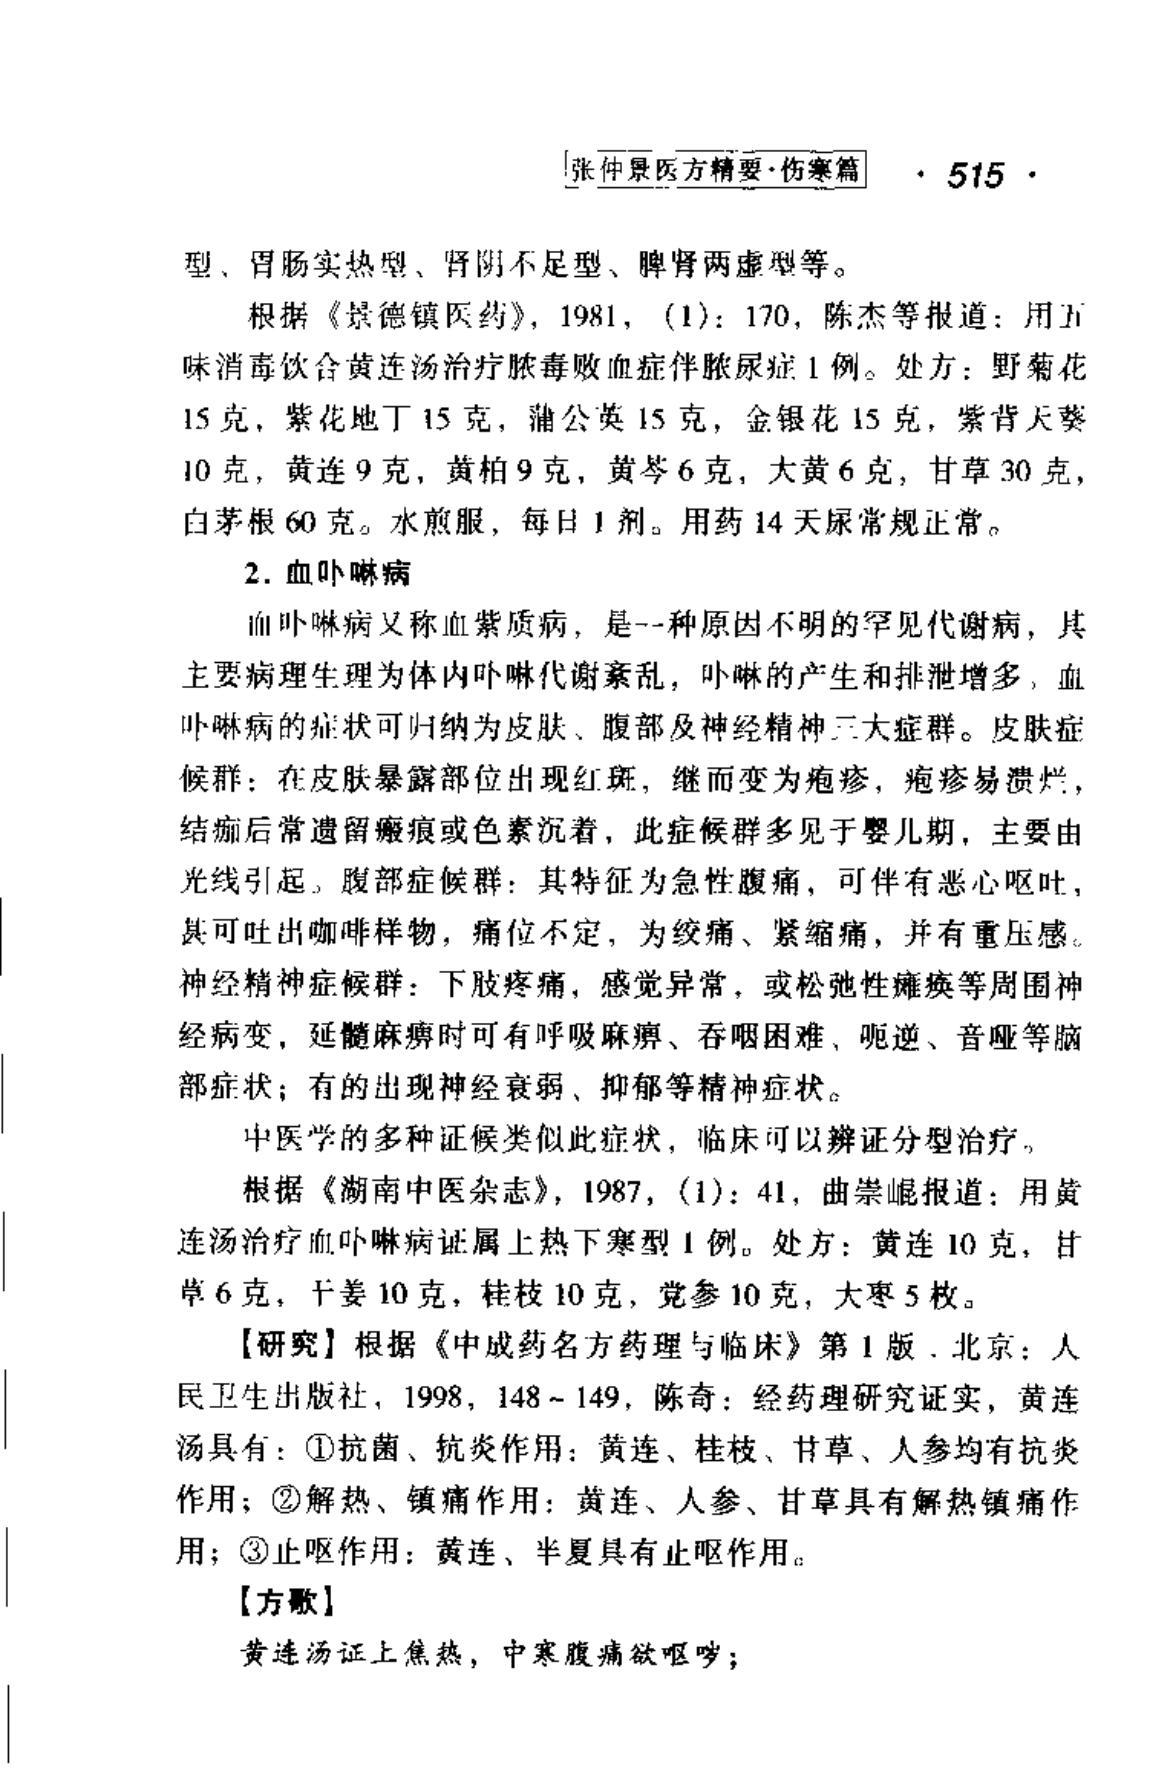 张仲景医方精要·伤寒篇 · 515 ·
型、胃肠实热型、肾阴不足型、脾肾两虚型等。
根据《景德镇医药》，1981，（1）：170，陈杰等报道：用五
味消毒饮合黄连汤治疗脓毒败血症伴脓尿症 1 例。处方：野菊花
15 克，紫花地丁 15 克，蒲公英 15 克，金银花 15 克，紫背天葵
10 克，黄连 9 克，黄柏 9 克，黄芩 6 克，大黄 6 克，甘草 30 克，
白茅根 60 克。水煎服，每日 1 剂。用药 14 天尿常规正常。
2. 血卟啉病
血卟啉病又称血紫质病，是一种原因不明的罕见代谢病，其
主要病理生理为体内卟啉代谢紊乱，卟啉的产生和排泄增多。血
卟啉病的症状可归纳为皮肤、腹部及神经精神三大症群。皮肤症
候群：在皮肤暴露部位出现红斑，继而变为疱疹，疱疹易溃烂，
结痂后常遗留瘢痕或色素沉着，此症候群多见于婴儿期，主要由
光线引起。腹部症候群：其特征为急性腹痛，可伴有恶心呕吐，
甚可吐出咖啡样物，痛位不定，为绞痛、紧缩痛，并有重压感。
神经精神症候群：下肢疼痛，感觉异常，或松弛性瘫痪等周围神
经病变，延髓麻痹时可有呼吸麻痹、吞咽困难、呃逆、音哑等脑
部症状；有的出现神经衰弱、抑郁等精神症状。
中医学的多种证候类似此症状，临床可以辨证分型治疗。
根据《湖南中医杂志》，1987，（1）：41，曲崇崐报道：用黄
连汤治疗血卟啉病证属上热下寒型 1 例。处方：黄连 10 克，甘
草 6 克，干姜 10 克，桂枝 10 克，党参 10 克，大枣 5 枚。
【研究】根据《中成药名方药理与临床》第 1 版．北京：人
民卫生出版社，1998，148～149，陈奇：经药理研究证实，黄连
汤具有：①抗菌、抗炎作用：黄连、桂枝、甘草、人参均有抗炎
作用；②解热、镇痛作用：黄连、人参、甘草具有解热镇痛作
用；③止呕作用：黄连、半夏具有止呕作用。
【方歌】
黄连汤证上焦热，中寒腹痛欲呕哕；